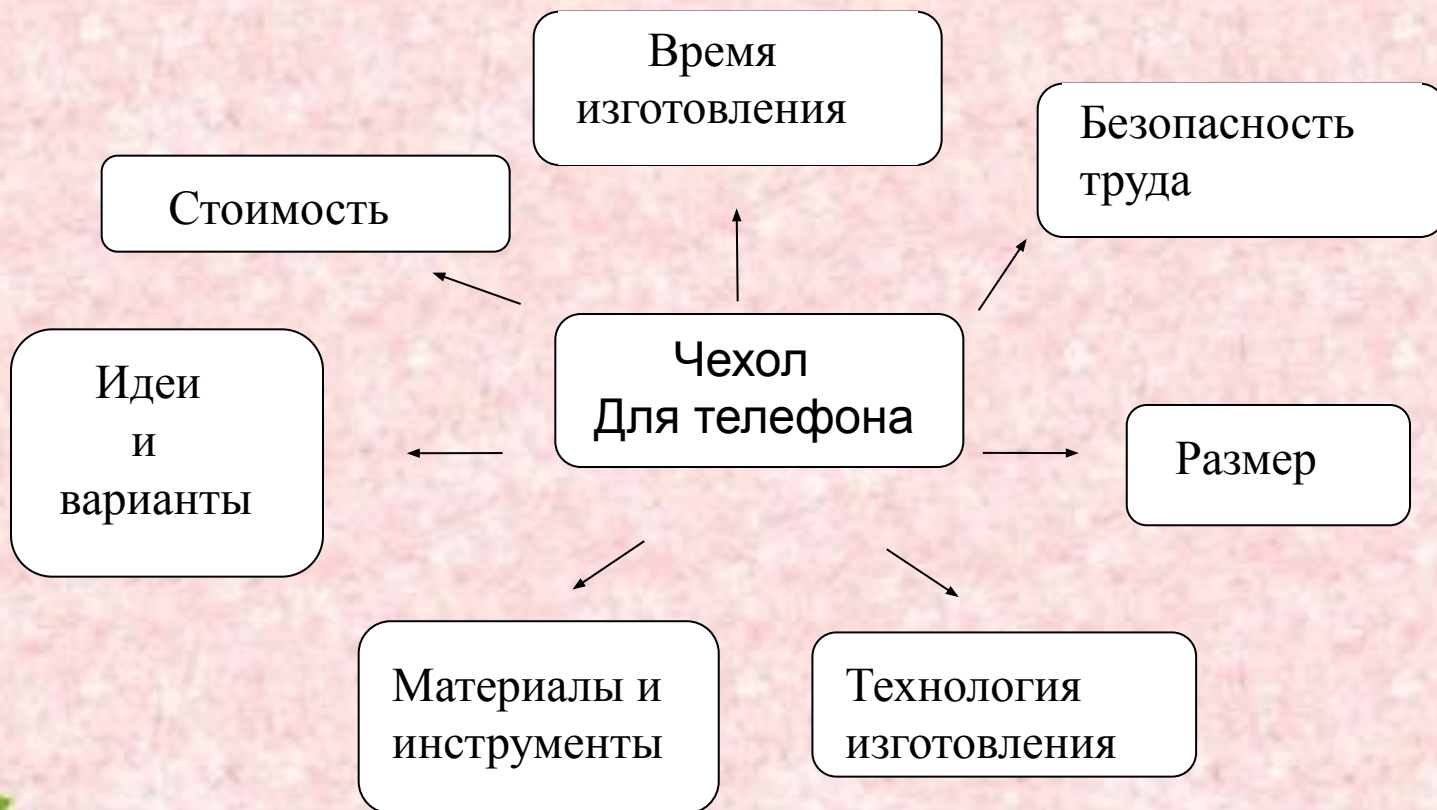 Время
изготовления
Безопасность
труда
Стоимость
Чехол
Для телефона
Идеи
и
варианты
Размер
Материалы и
инструменты
Технология
изготовления